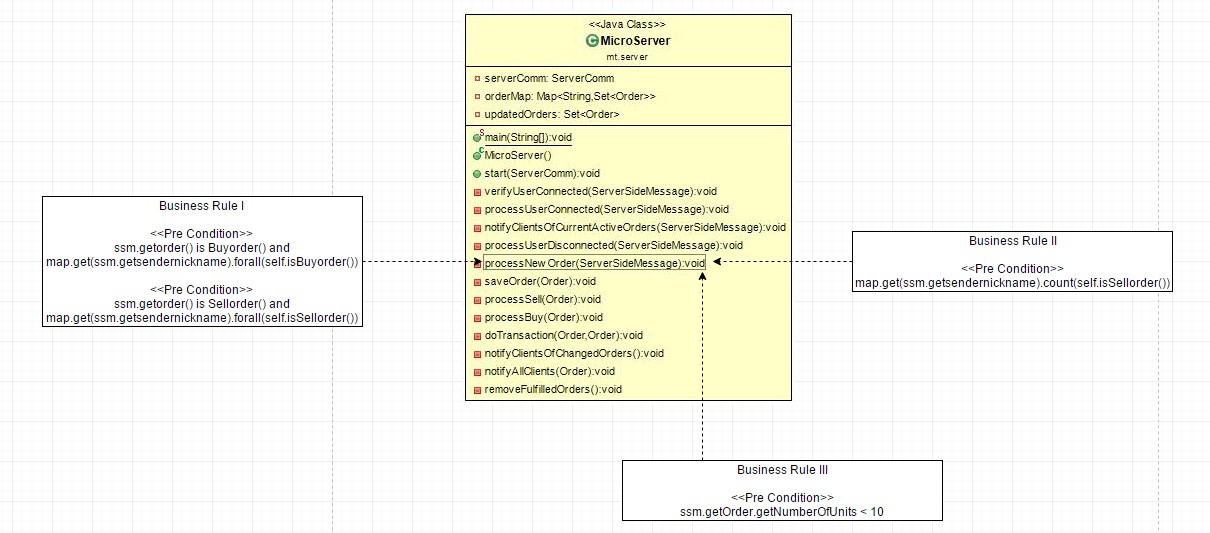 <<Java Class>>
C MicroServer
mt.server
serverComm: ServerComm
orderMap: Map<String,Set<Order>>
updatedOrders: Set<Order>
S main(String[]):void
C MicroServer()
start(ServerComm):void
verifyUserConnected(ServerSideMessage):void
processUserConnected(ServerSideMessage):void
notifyClientsOfCurrentActiveOrders(ServerSideMessage):void
processUserDisconnected(ServerSideMessage):void
processNewOrder(ServerSideMessage):void
saveOrder(Order):void
processSell(Order):void
processBuy(Order):void
doTransaction(Order,Order):void
notifyClientsOfChangedOrders():void
notifyAllClients(Order):void
removeFulfilledOrders():void
Business Rule I
<<Pre Condition>>
ssm.getorder() is Buyorder() and
map.get(ssm.getsendernickname).forall(self.isBuyorder())
<<Pre Condition>>
ssm.getorder() is Sellorder() and
map.get(ssm.getsendernickname).forall(self.isSellorder())
Business Rule II
<<Pre Condition>>
map.get(ssm.getsendernickname).count(self.isSellorder())
Business Rule III
<<Pre Condition>>
ssm.getOrder.getNumberOfUnits < 10